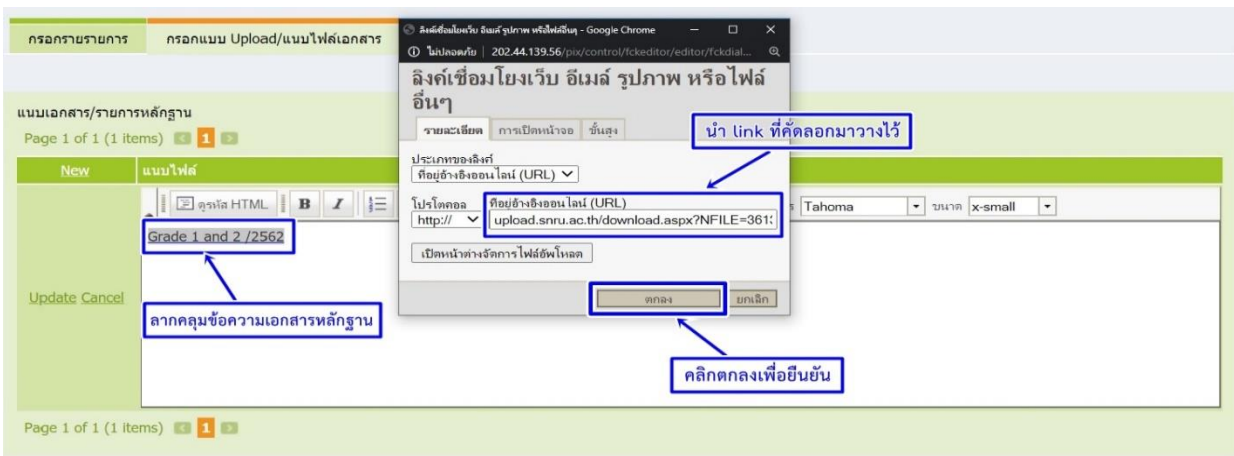 กรอกรายรายการ
กรอกแบบ Upload/แนบไฟล์เอกสาร
ลิงค์เชื่อมโยงเว็บ อีเมล์ รูปภาพ หรือไฟล์อื่นๆ - Google Chrome
ไม่ปลอดภัย | 202.44.139.56/pix/control/fckeditor/editor/fckdial...
ลิงค์เชื่อมโยงเว็บ อีเมล์ รูปภาพ หรือไฟล์
อื่นๆ
รายละเอียด การเปิดหน้าจอ ขั้นสูง
นำ link ที่คัดลอกมาวางไว้
แนบเอกสาร/รายการหลักฐาน
Page 1 of 1 (1 items) 1
New
แนบไฟล์
ประเภทของลิงค์
ที่อยู่อ้างอิงออนไลน์ (URL)
ดูรหัส HTML B I
โปรโตคอล
ที่อยู่อ้างอิงออนไลน์ (URL)
http://
upload.snru.ac.th/download.aspx?NFILE=361
Tahoma
ขนาด x-small
Grade 1 and 2 /2562
เปิดหน้าต่างจัดการไฟล์อัพโหลด
Update Cancel
ตกลง
ยกเลิก
ลากคลุมข้อความเอกสารหลักฐาน
คลิกตกลงเพื่อยืนยัน
Page 1 of 1 (1 items) 1